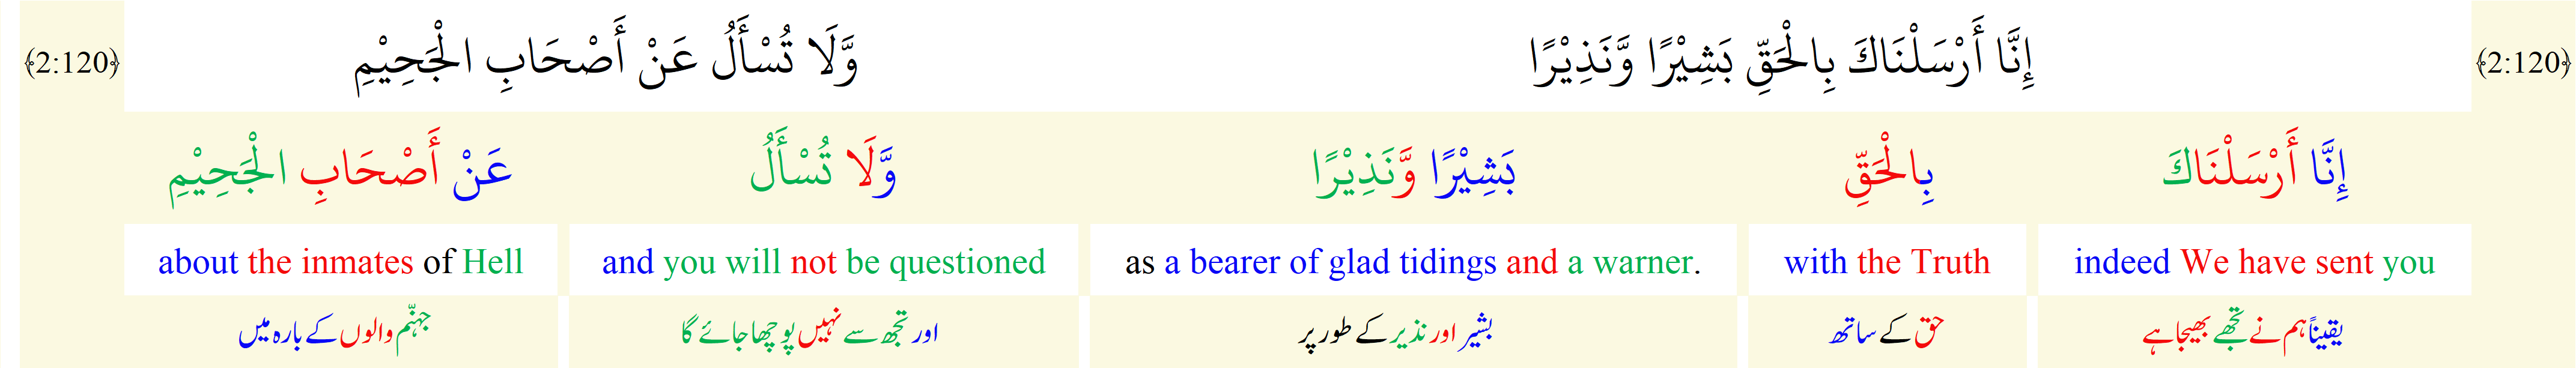 ﴿2:120﴾ إِنَّا أَرْسَلْنَاكَ بِالْحَقِّ بَشِيْرًا وَّنَذِيْرًا وَّلَا تُسْأَلُ عَنْ أَصْحَابِ الْجَحِيْمِ ﴿2:120﴾
إِنَّا أَرْسَلْنَاكَ بِالْحَقِّ بَشِيْرًا وَّنَذِيْرًا وَّلَا تُسْأَلُ عَنْ أَصْحَابِ الْجَحِيْمِ
indeed We have sent you with the Truth as a bearer of glad tidings and a warner. and you will not be questioned about the inmates of Hell
یقیناً ہم نے تجھے بھیجا ہے حق کے ساتھ بشیر اور نذیر کے طور پر اور تجھ سے نہیں پوچھا جائے گا جہنّم والوں کے بارہ میں